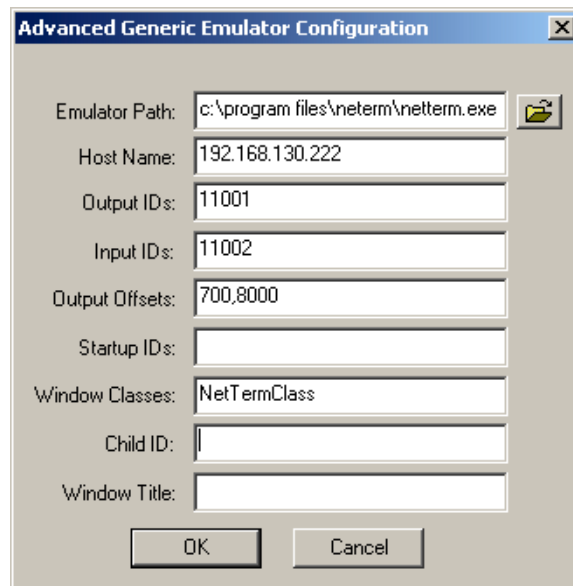 Advanced Generic Emulator Configuration
Emulator Path: c:\program files\neterm\netterm.exe
Host Name: 192.168.130.222
Output IDs: 11001
Input IDs: 11002
Output Offsets: 700,8000
Startup IDs:
Window Classes: NetTermClass
Child ID:
Window Title:
OK Cancel